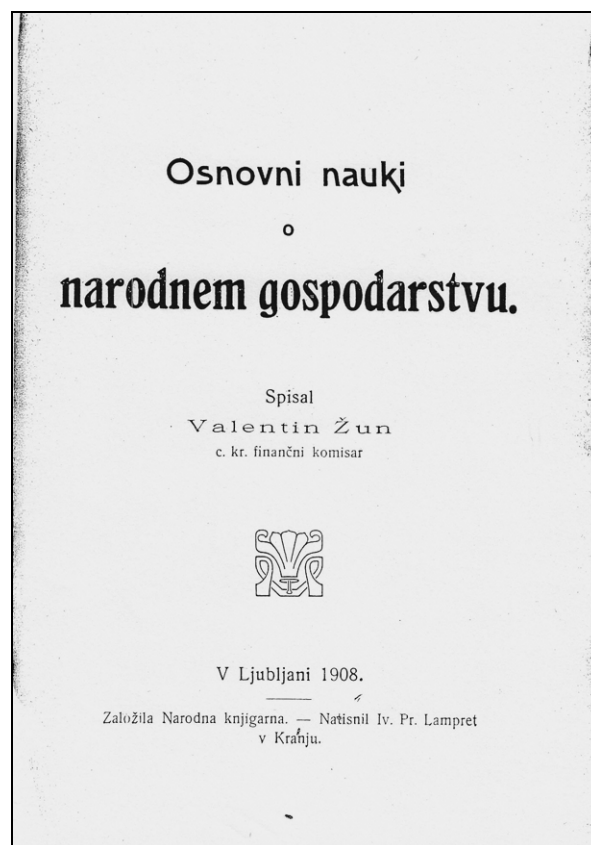 Osnovni nauki
o
narodnem gospodarstvu.
Spisal
Valentin Žun
c. kr. finančni komisar
V Ljubljani 1908.
Založila Narodna knjigarna. — Natisnil Iv. Pr. Lampret
v Kranju.